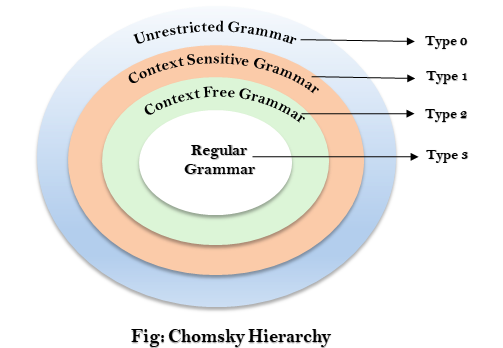 Unrestricted Grammar
Type 0
Context Sensitive Grammar
Type 1
Context Free Grammar
Type 2
Regular
Grammar
Type 3
Fig: Chomsky Hierarchy